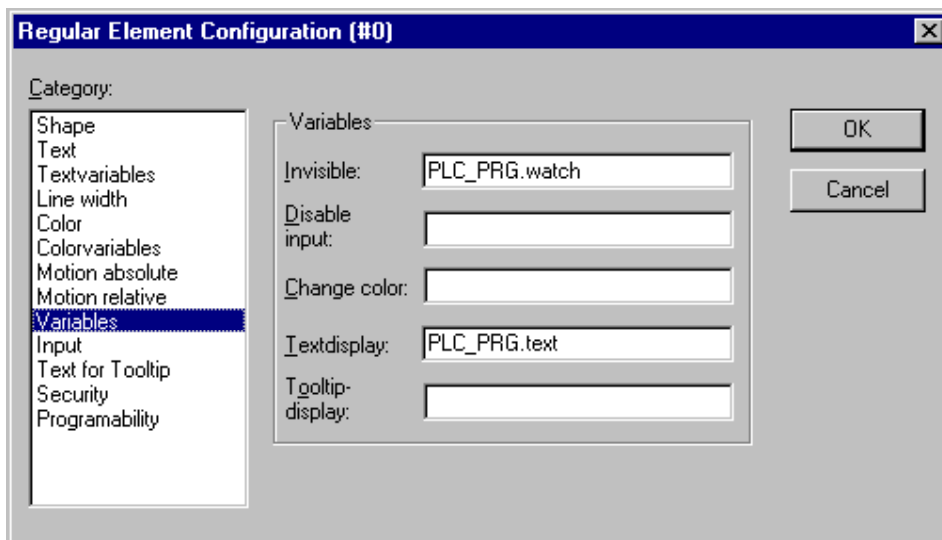 Regular Element Configuration (#0)
Category:
Shape
Text
Textvariables
Line width
Color
Colorvariables
Motion absolute
Motion relative
Variables
Input
Text for Tooltip
Security
Programability
Variables
Invisible: PLC_PRG.watch
Disable
input:
Change color:
Textdisplay: PLC_PRG.text
Tooltip-
display:
OK
Cancel